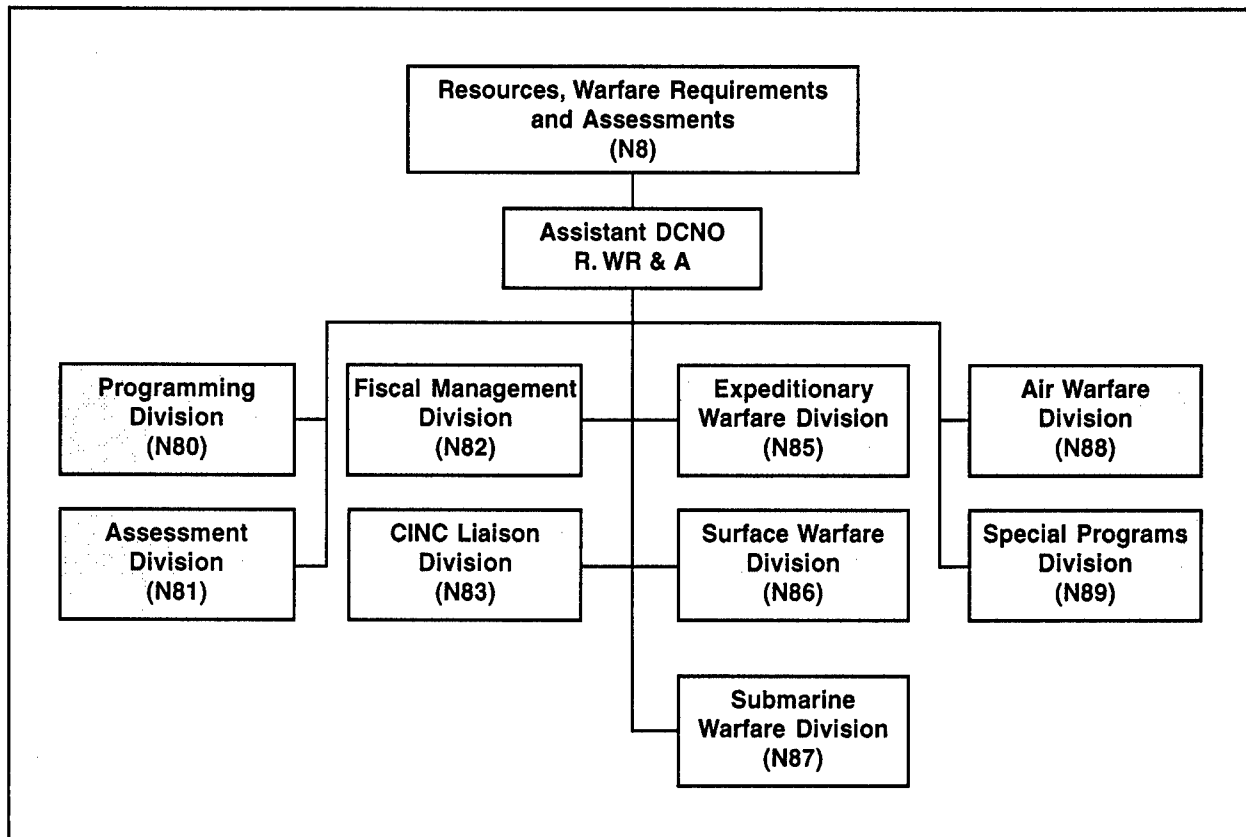 Resources, Warfare Requirements
and Assessments
(N8)
Assistant DCNO
R. WR & A
Programming
Division
(N80)
Fiscal Management
Division
(N82)
Expeditionary
Warfare Division
(N85)
Air Warfare
Division
(N88)
Assessment
Division
(N81)
CINC Liaison
Division
(N83)
Surface Warfare
Division
(N86)
Special Programs
Division
(N89)
Submarine
Warfare Division
(N87)